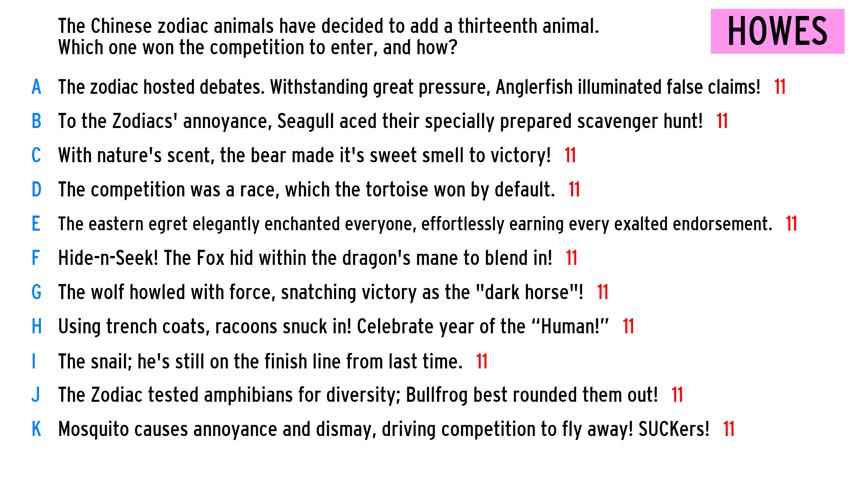 The Chinese zodiac animals have decided to add a thirteenth animal.
Which one won the competition to enter, and how?
HOWES
A The zodiac hosted debates. Withstanding great pressure, Anglerfish illuminated false claims! 11
B To the Zodiacs' annoyance, Seagull aced their specially prepared scavenger hunt! 11
C With nature's scent, the bear made it's sweet smell to victory! 11
D The competition was a race, which the tortoise won by default. 11
E The eastern egret elegantly enchanted everyone, effortlessly earning every exalted endorsement. 11
F Hide-n-Seek! The Fox hid within the dragon's mane to blend in! 11
G The wolf howled with force, snatching victory as the "dark horse"! 11
H Using trench coats, racoons snuck in! Celebrate year of the “Human!” 11
I The snail; he's still on the finish line from last time. 11
J The Zodiac tested amphibians for diversity; Bullfrog best rounded them out! 11
K Mosquito causes annoyance and dismay, driving competition to fly away! SUCKers! 11